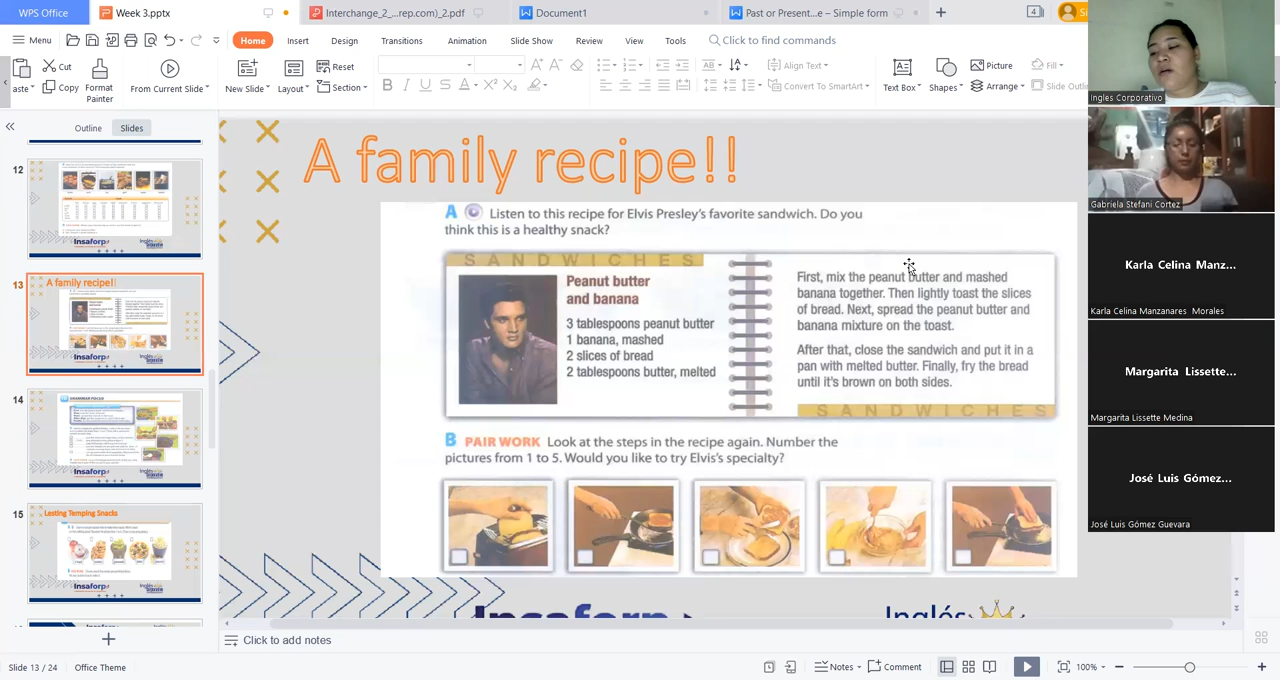 WPS Office
Week 3.pptx
Interchange_2_...rep.com)_2.pdf
Document1
Past or Present...e – Simple form
4
Menu
Home
Insert
Design
Transitions
Animation
Slide Show
Review
View
Tools
Click to find commands
aste
Cut
Copy
Format
Painter
From Current Slide
New Slide
Layout
Reset
Section
B I U S A X² X₂
Align Text
Convert To SmartArt
Text Box
Shapes
Picture
Arrange
Fill
Slide Outlin
Outline
Slides
12
13
A family recipe!!
14
GRAMMAR FOCUS
15
Lesting Temping Snacks
A family recipe!!
A Listen to this recipe for Elvis Presley's favorite sandwich. Do you
think this is a healthy snack?
SANDWICHES
Peanut butter
and banana
3 tablespoons peanut butter
1 banana, mashed
2 slices of bread
2 tablespoons butter, melted
First, mix the peanut butter and mashed
banana together. Then lightly toast the slices
of bread. Next, spread the peanut butter and
banana mixture on the toast.
After that, close the sandwich and put it in a
pan with melted butter. Finally, fry the bread
until it's brown on both sides.
SANDWICHES
B PAIR WORK Look at the steps in the recipe again. Number the
pictures from 1 to 5. Would you like to try Elvis's specialty?
Insaforp
Inglés
Click to add notes
Slide 13 / 24
Office Theme
Notes
Comment
100%
Ingles Corporativo
Gabriela Stefani Cortez
Karla Celina Manz...
Karla Celina Manzanares Morales
Margarita Lissette...
Margarita Lissette Medina
José Luis Gómez...
José Luis Gómez Guevara